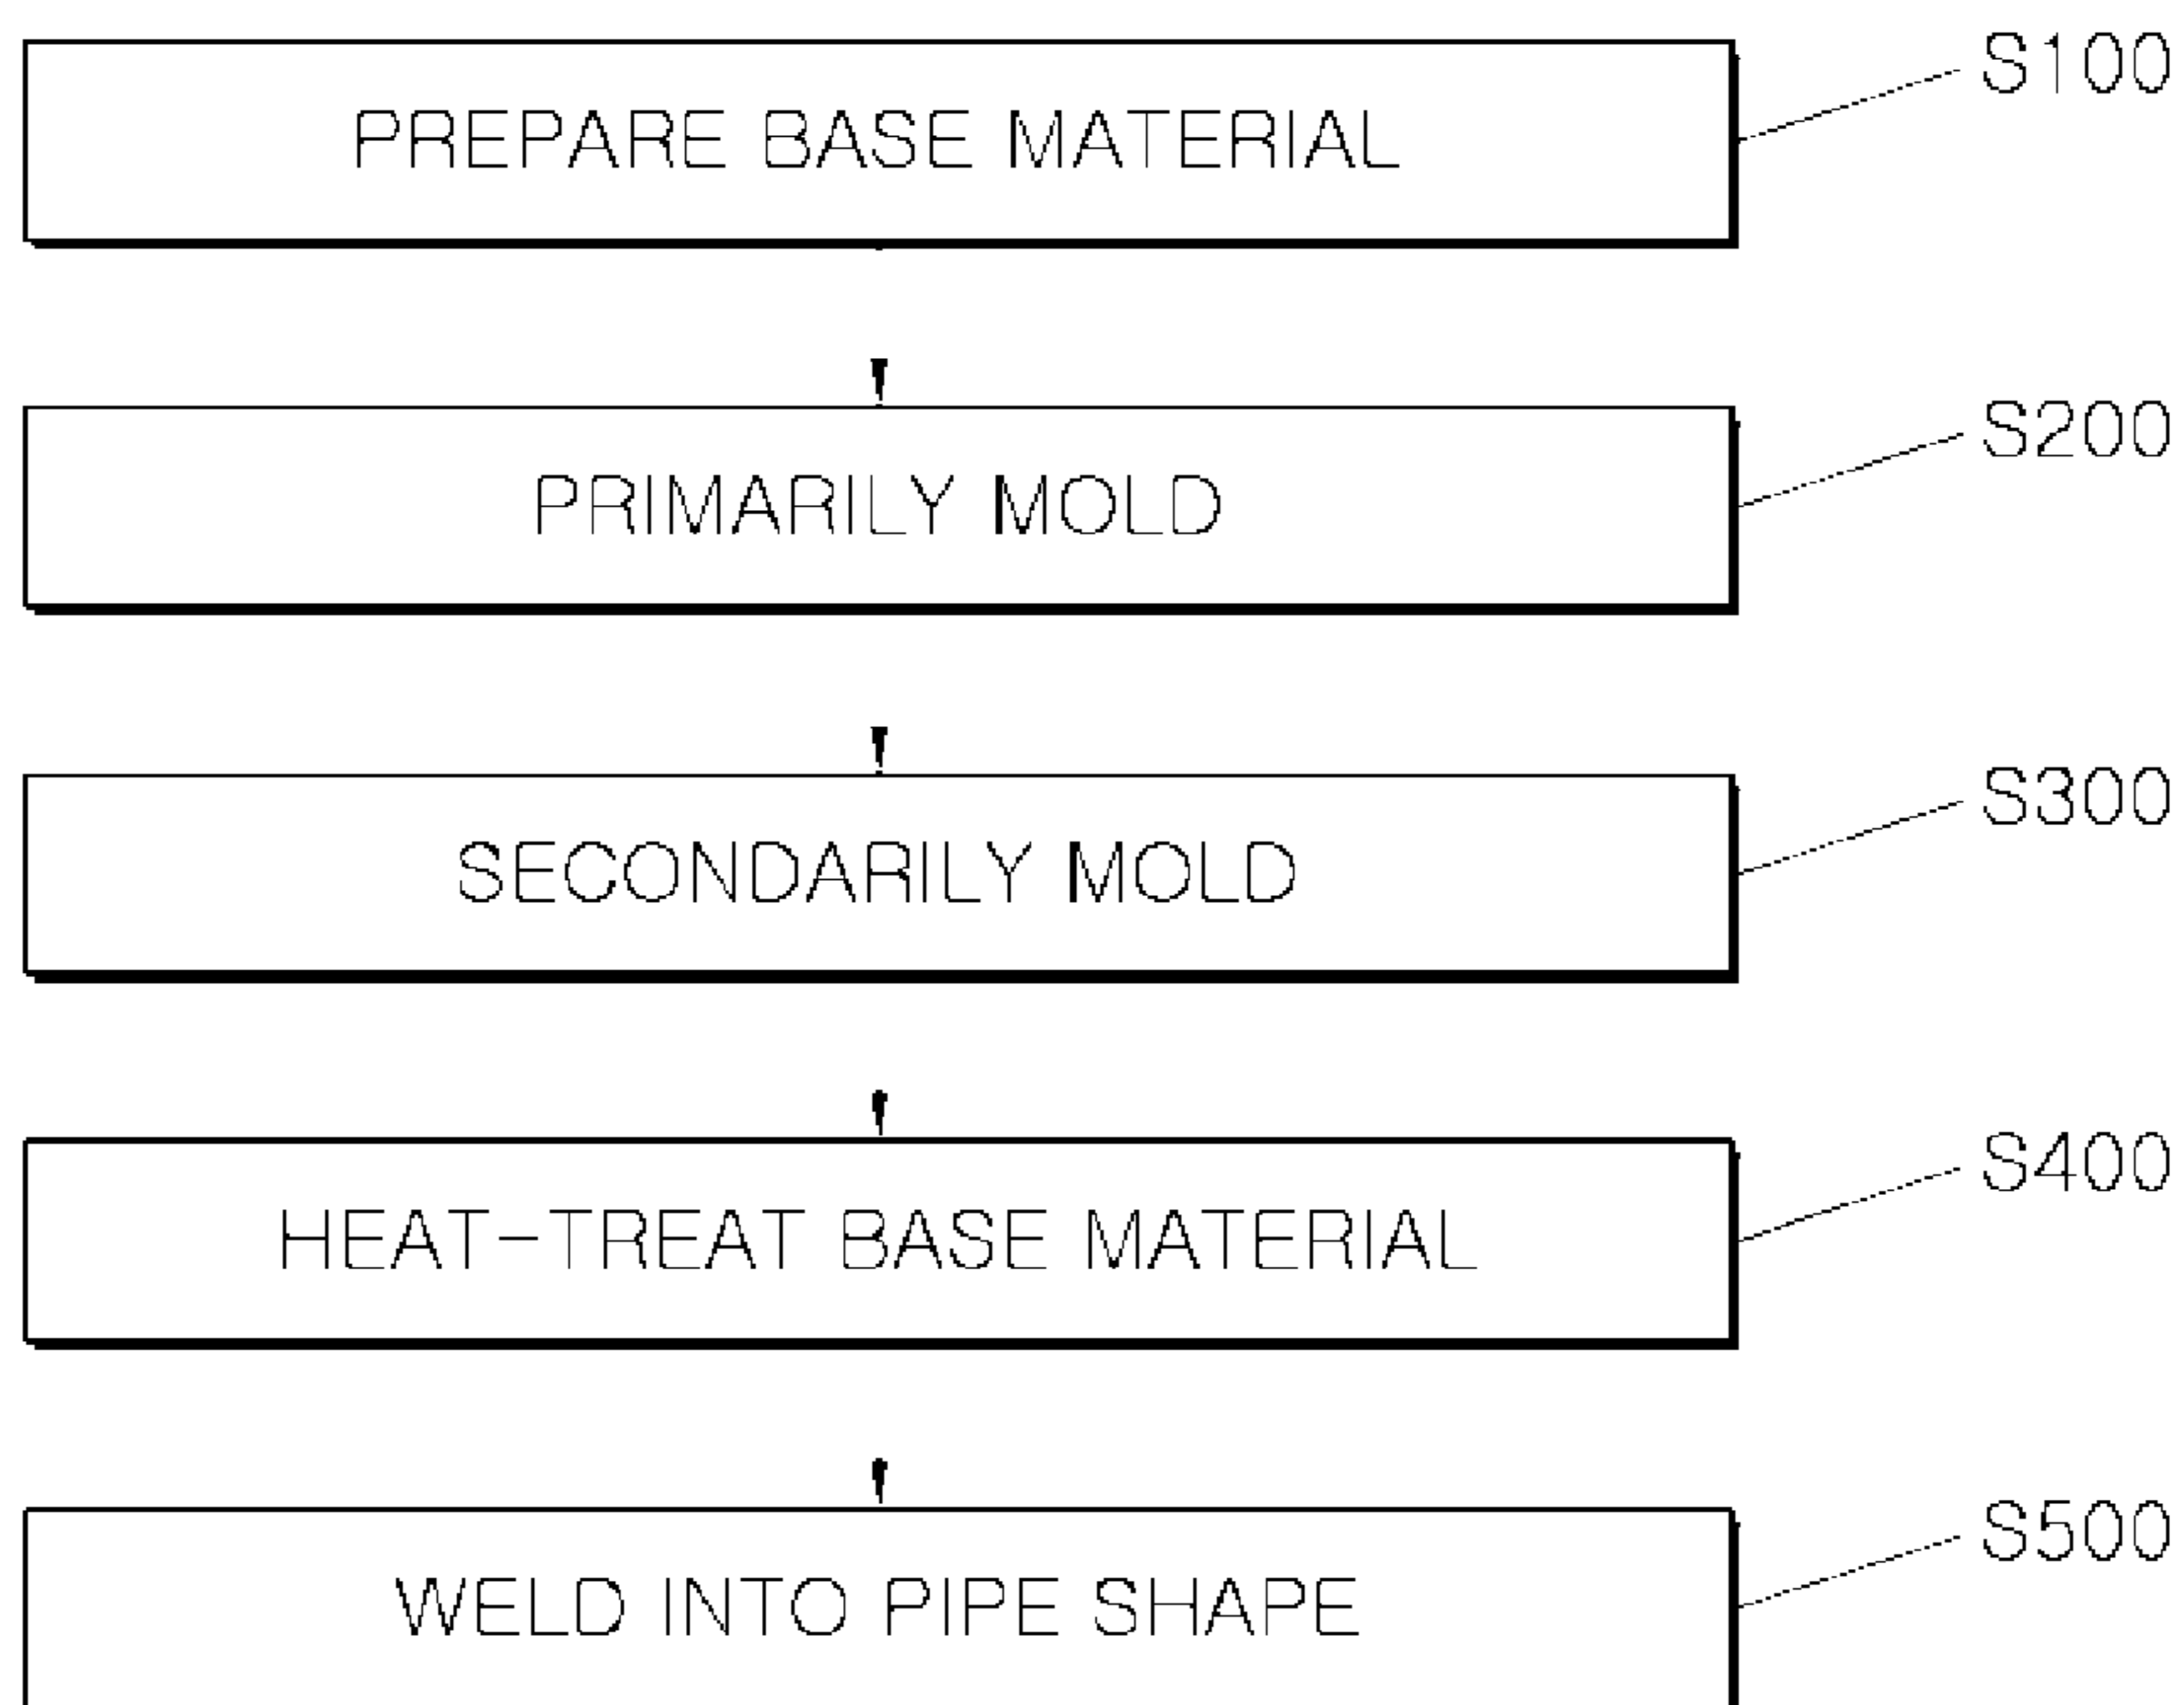 S100
PREPARE BASE MATERIAL
S200
PRIMARILY MOLD
S300
SECONDARILY MOLD
S400
HEAT-TREAT BASE MATERIAL
S500
WELD INTO PIPE SHAPE